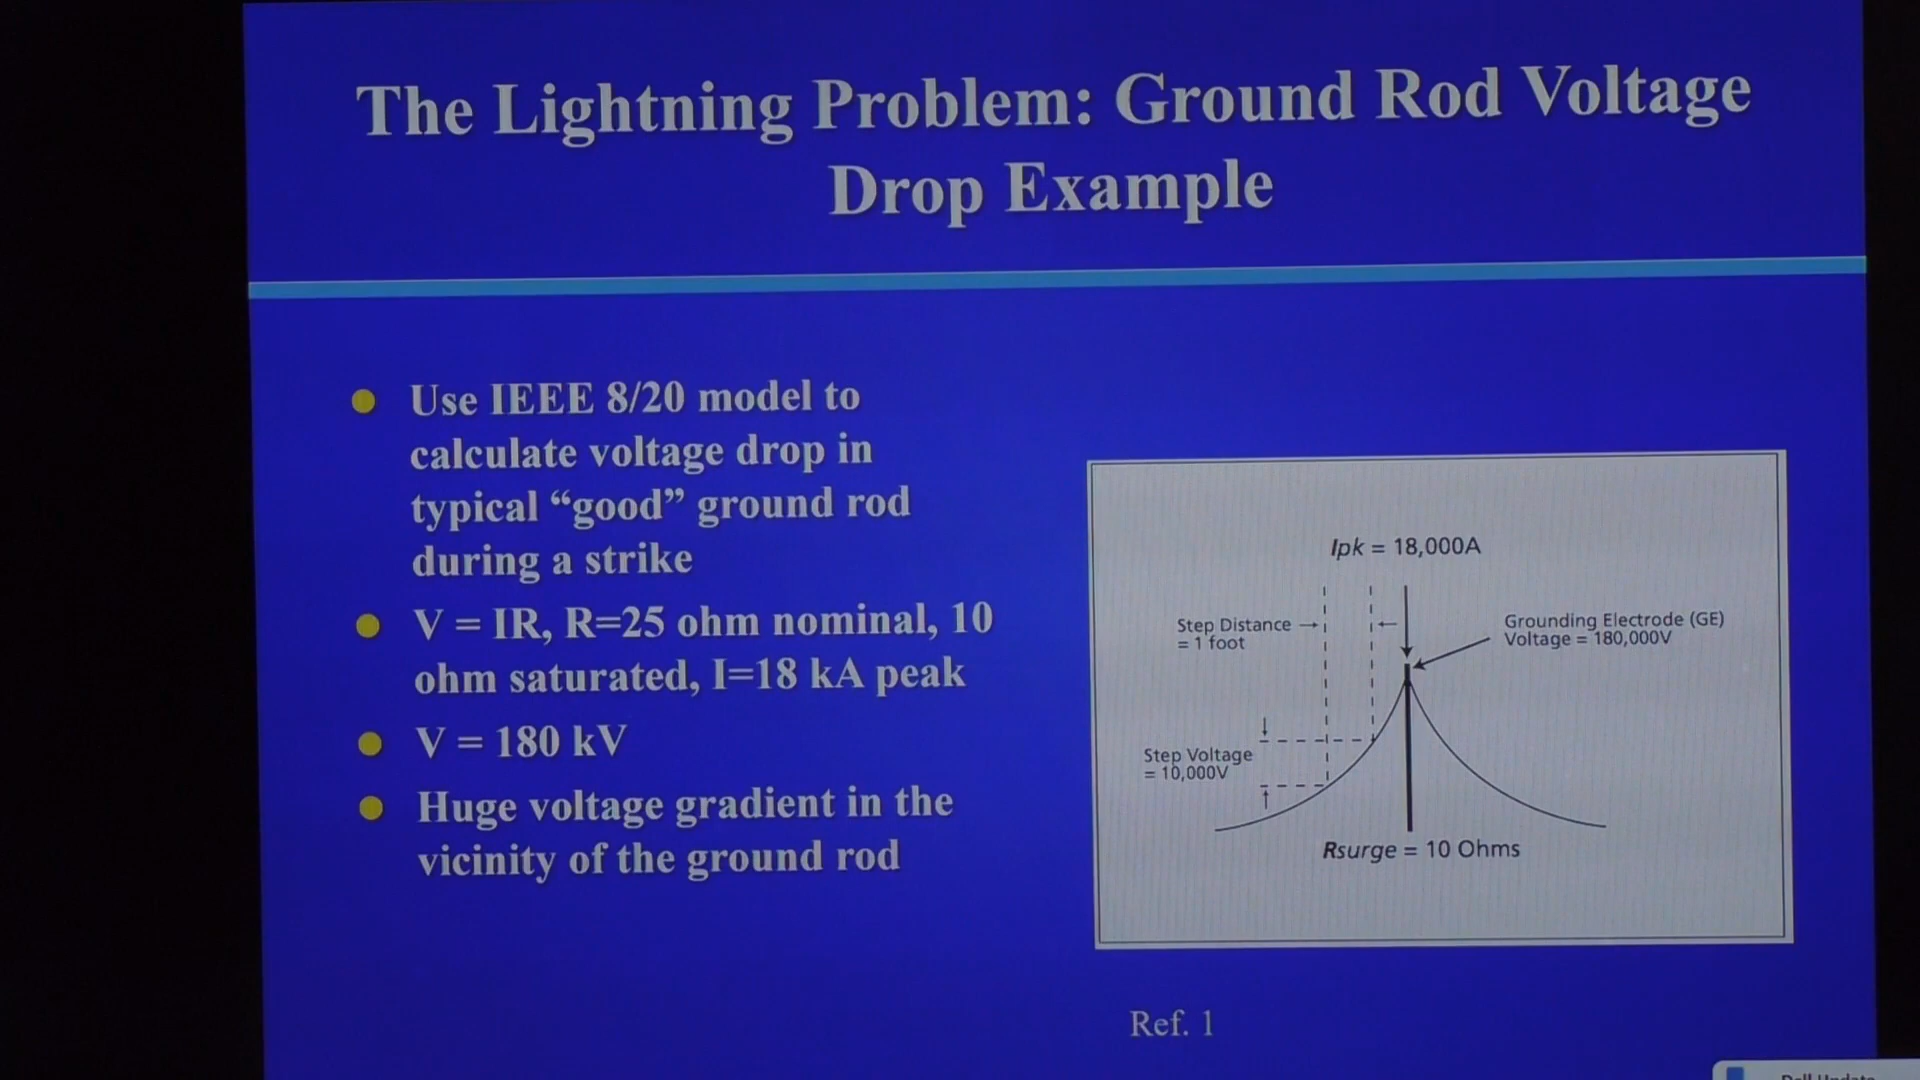 The Lightning Problem: Ground Rod Voltage
Drop Example
Use IEEE 8/20 model to
calculate voltage drop in
typical “good” ground rod
during a strike
V = IR, R=25 ohm nominal, 10
ohm saturated, I=18 kA peak
V = 180 kV
Huge voltage gradient in the
vicinity of the ground rod
Ipk = 18,000A
Step Distance
= 1 foot
Grounding Electrode (GE)
Voltage = 180,000V
Step Voltage
= 10,000V
Rsurge = 10 Ohms
Ref. 1
Dell Update